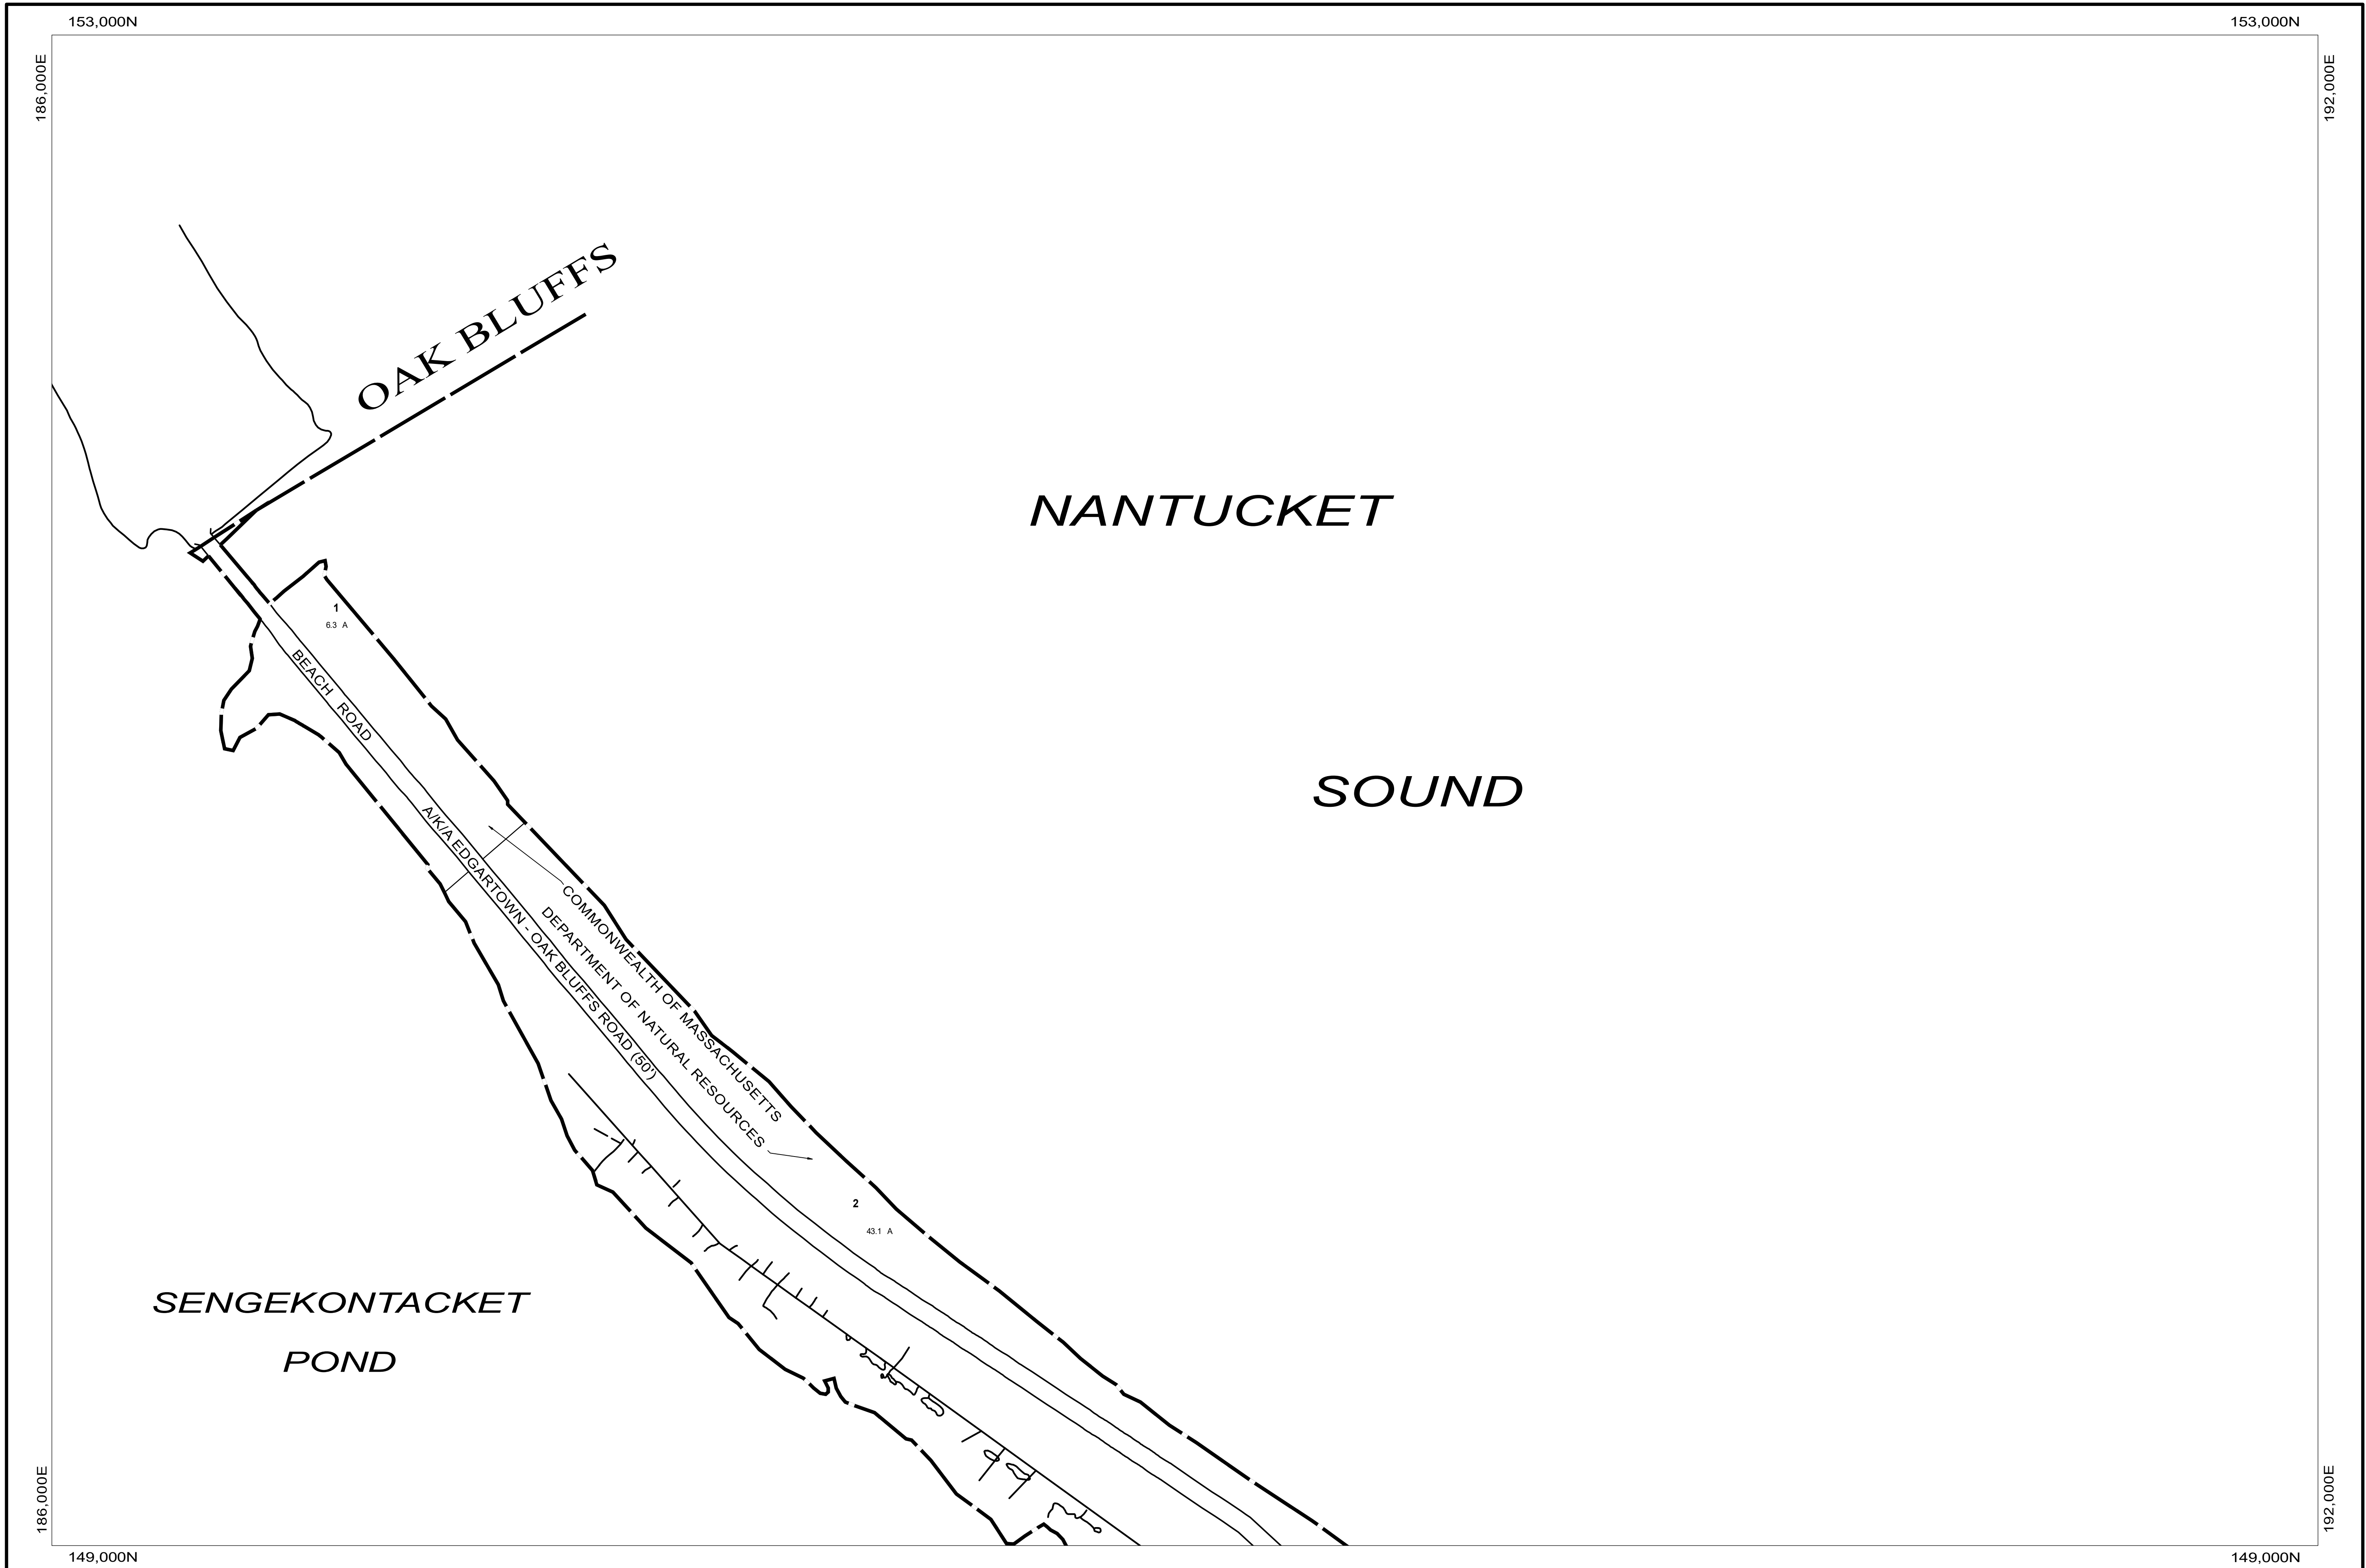 153,000N
153,000N
186,000E
192,000E
OAK BLUFFS
NANTUCKET
SOUND
1
6.3 A
BEACH ROAD
A/K/A EDGARTOWN - OAK BLUFFS ROAD (50')
COMMONWEALTH OF MASSACHUSETTS
DEPARTMENT OF NATURAL RESOURCES
2
43.1 A
SENGEKONTACKET
POND
186,000E
192,000E
149,000N
149,000N